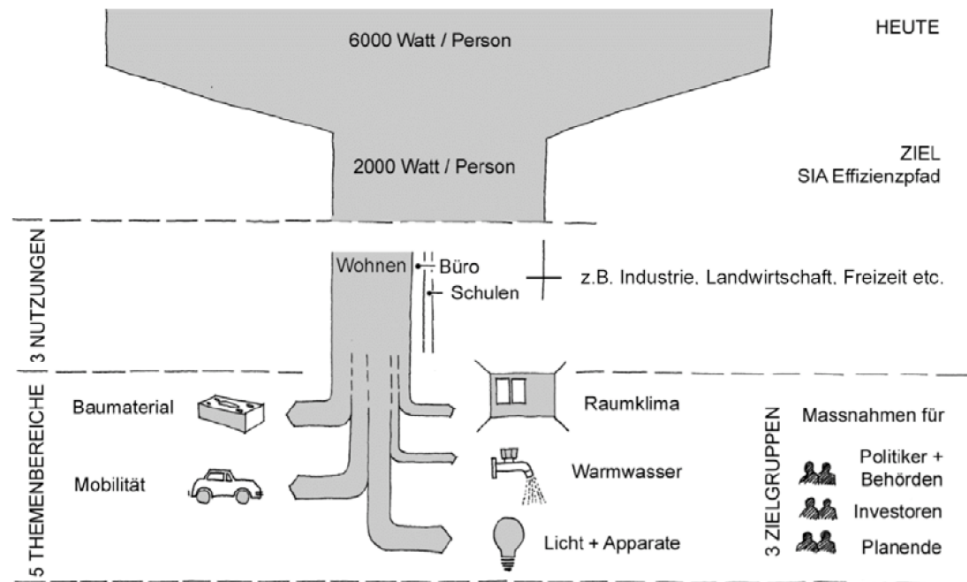 6000 Watt / Person
HEUTE
2000 Watt / Person
ZIEL
SIA Effizienzpfad
3 NUTZUNGEN
Wohnen
Büro
Schulen
z.B. Industrie, Landwirtschaft, Freizeit etc.
5 THEMENBEREICHE
Baumaterial
Mobilität
Raumklima
Warmwasser
Licht + Apparate
3 ZIELGRUPPEN
Massnahmen für
Politiker +
Behörden
Investoren
Planende